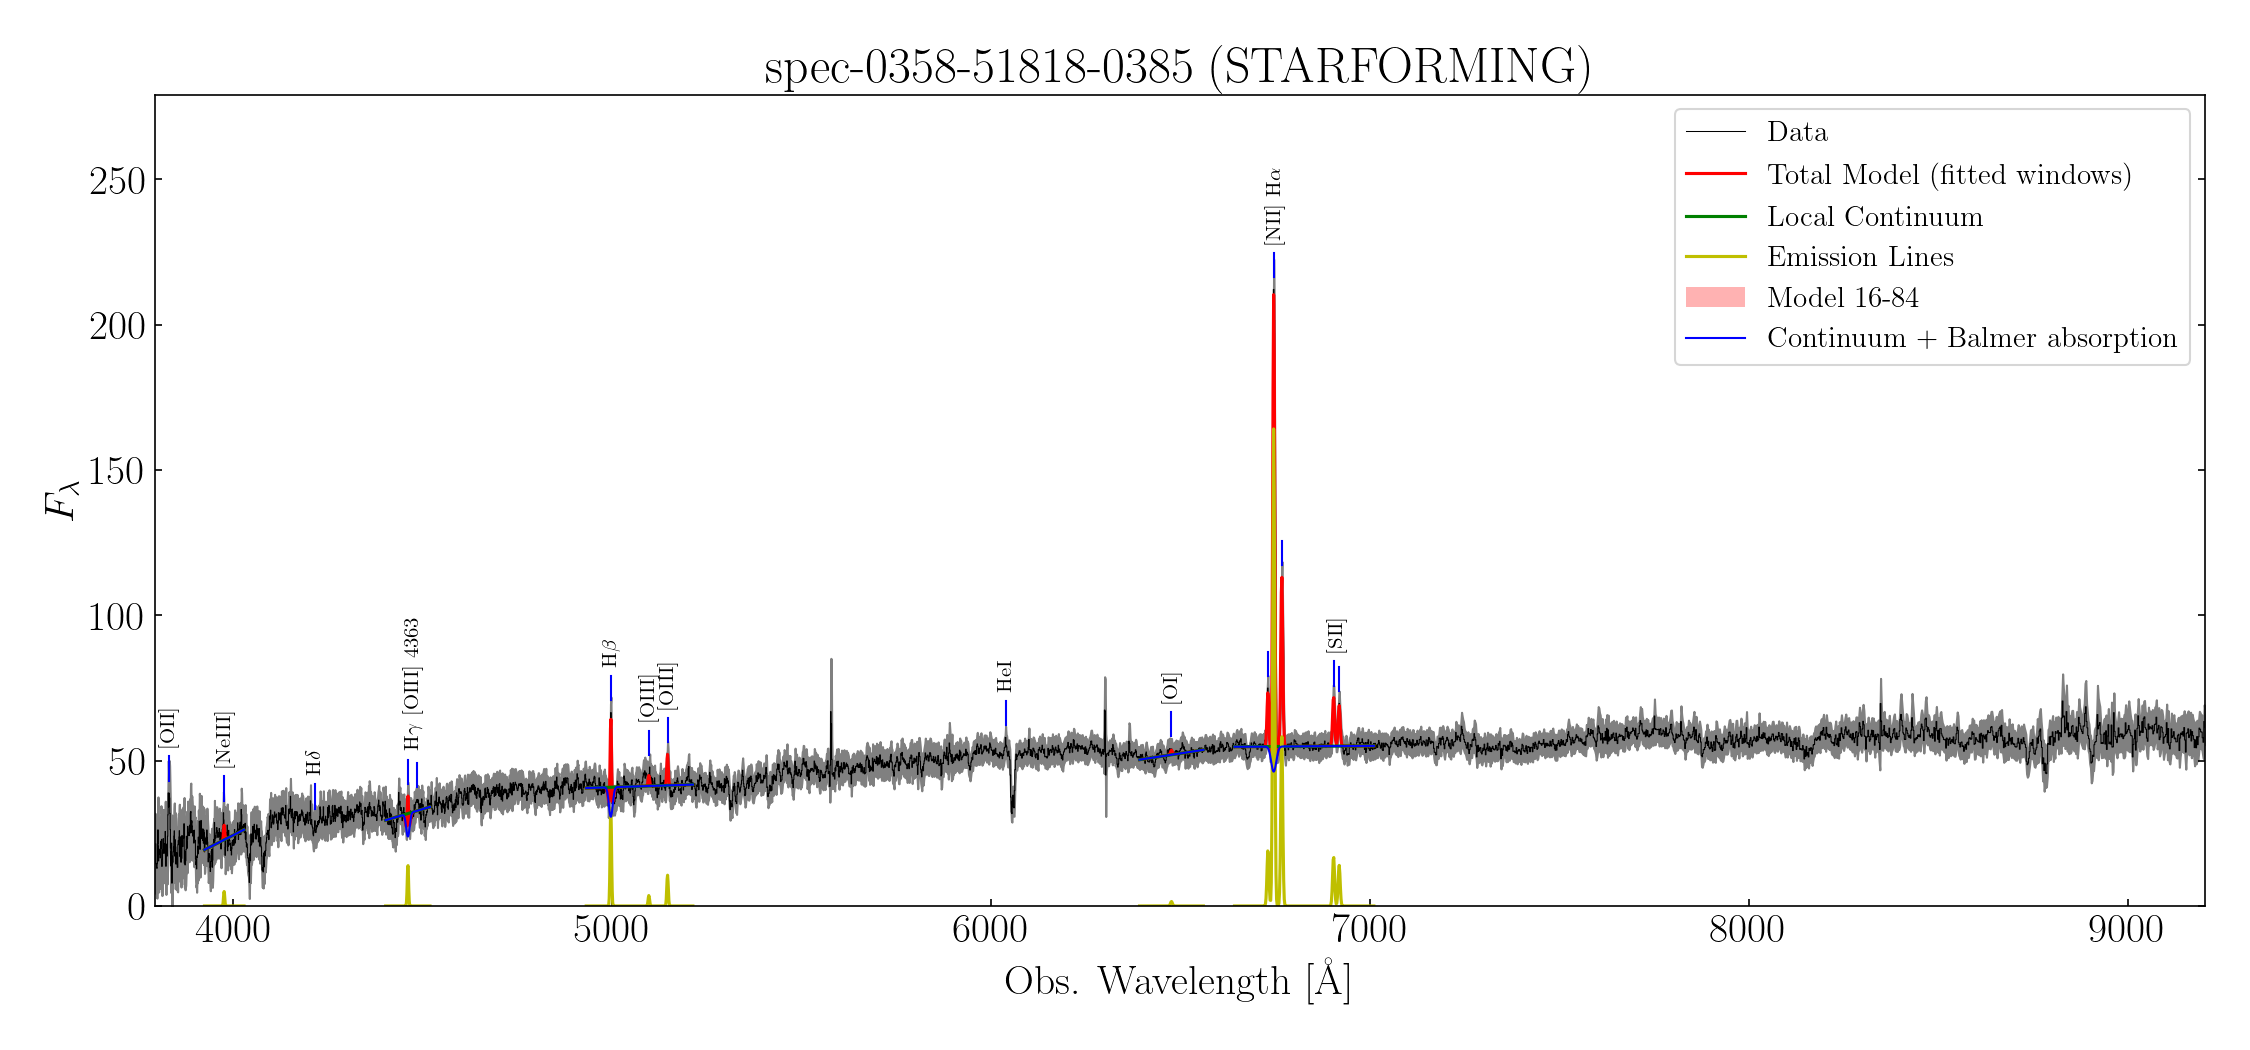 spec-0358-51818-0385 (STARFORMING)
Data
Total Model (fitted windows)
Local Continuum
Emission Lines
Model 16-84
Continuum + Balmer absorption
[NII] Hα
[OII]
[NeIII]
Hδ
Hγ [OIII] 4363
Hβ
[OIII]
[OIII]
HeI
[OI]
[SII]
250
200
150
100
50
0
F_λ
4000 5000 6000 7000 8000 9000
Obs. Wavelength [Å]